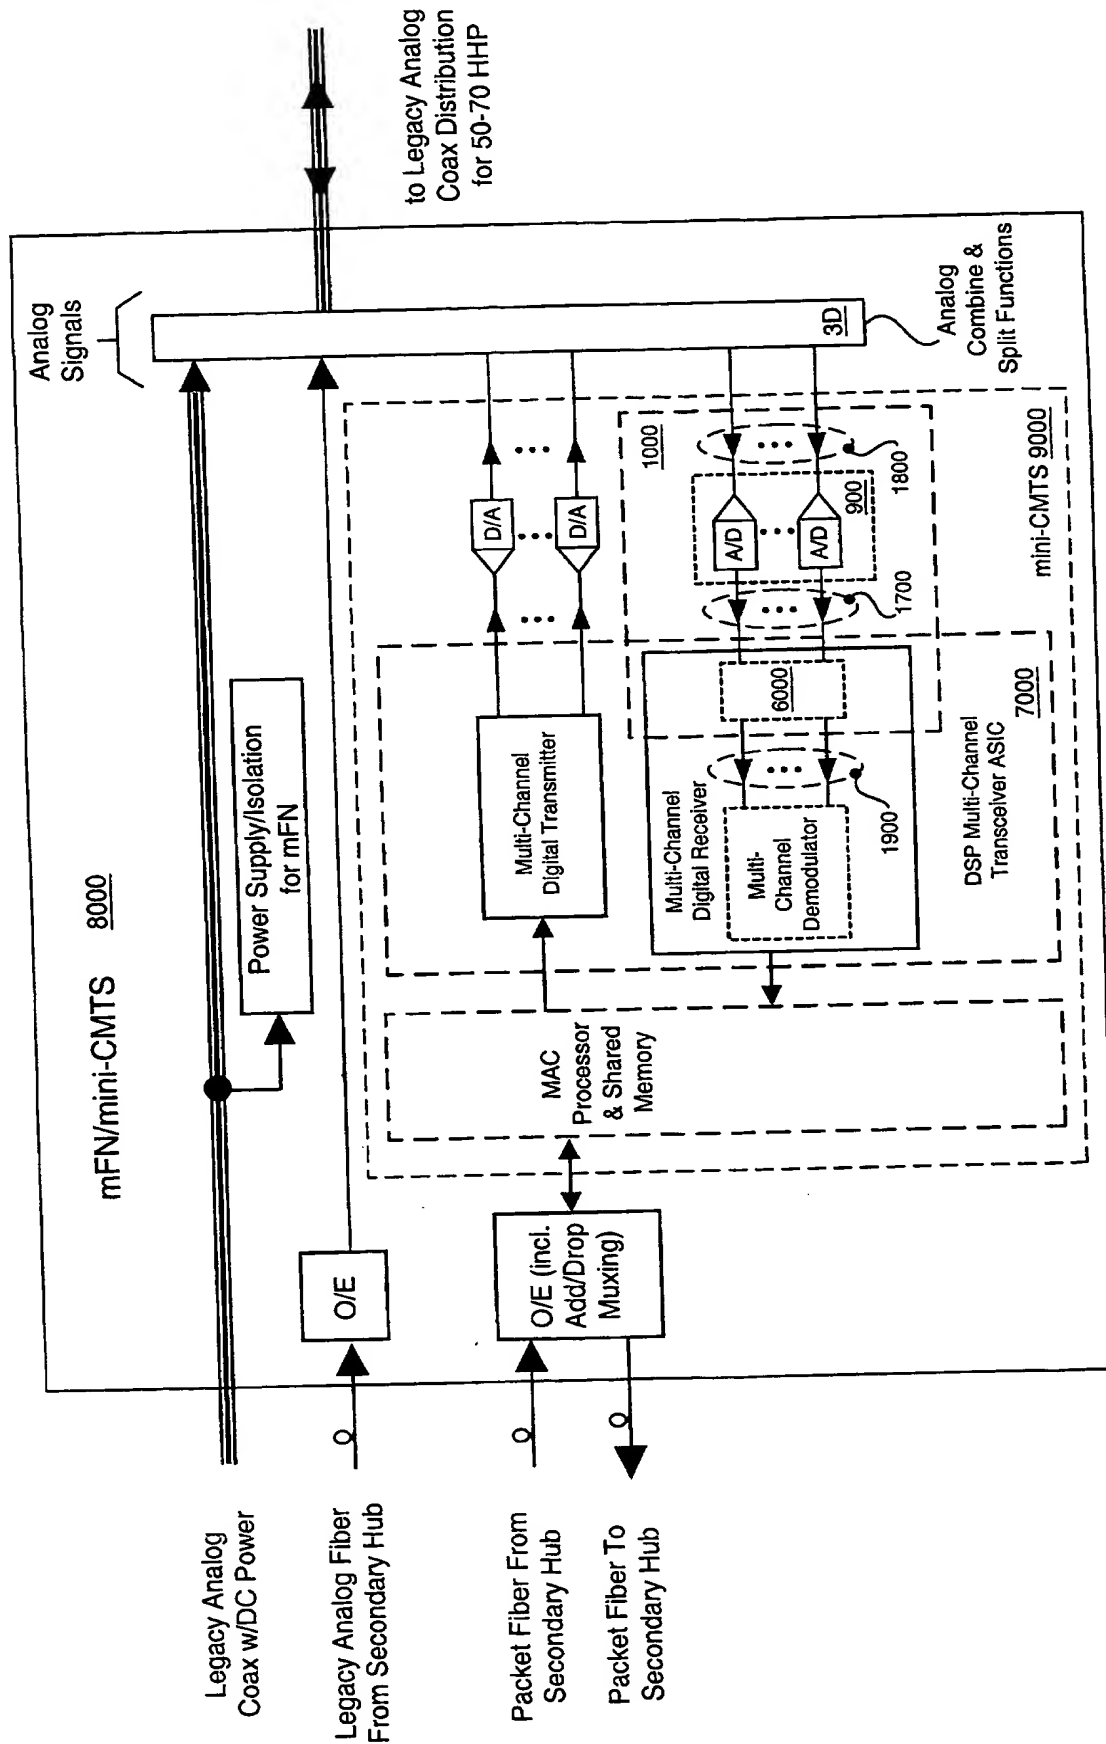 mFN/mini-CMTS 8000
Analog
Signals
Legacy Analog
Coax w/DC Power
Power Supply/Isolation
for mFN
to Legacy Analog
Coax Distribution
for 50-70 HHP
Legacy Analog Fiber
From Secondary Hub
O/E
Packet Fiber From
Secondary Hub
Packet Fiber To
Secondary Hub
O/E (incl.
Add/Drop
Muxing)
MAC
Processor
& Shared
Memory
Multi-Channel
Digital Transmitter
D/A
D/A
Multi-Channel
Digital Receiver
Multi-
Channel
Demodulator
1900
6000
1700
A/D
A/D
900
1800
1000
3D
Analog
Combine &
Split Functions
DSP Multi-Channel
Transceiver ASIC
7000
mini-CMTS 9000